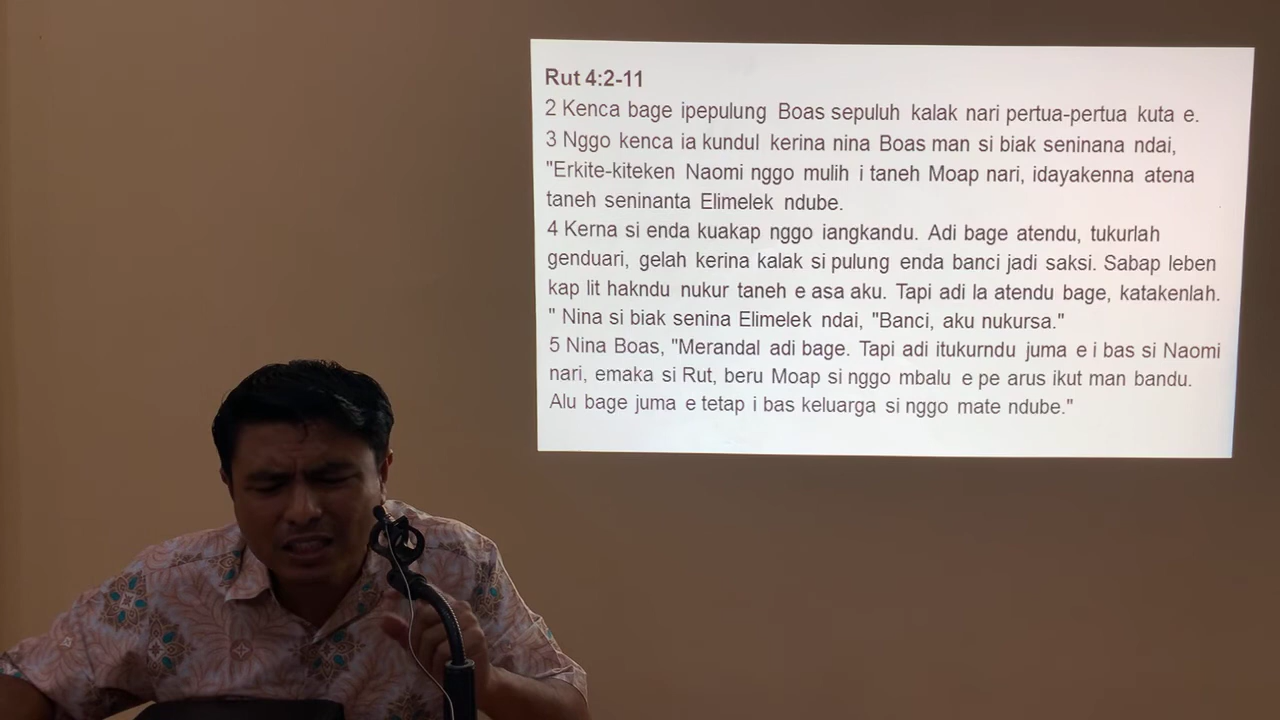 Rut 4:2-11
2 Kenca bage ipepulung Boas sepuluh kalak nari pertua-pertua kuta e.
3 Nggo kenca ia kundul kerina nina Boas man si biak seninana ndai,
"Erkite-kiteken Naomi nggo mulih i taneh Moap nari, idayakenna atena
taneh seninanta Elimelek ndube.
4 Kerna si enda kuakap nggo iangkandu. Adi bage atendu, tukurlah
genduari, gelah kerina kalak si pulung enda banci jadi saksi. Sabap leben
kap lit hakndu nukur taneh e asa aku. Tapi adi la atendu bage, katakenlah.
" Nina si biak senina Elimelek ndai, "Banci, aku nukursa."
5 Nina Boas, "Merandal adi bage. Tapi adi itukurndu juma e i bas si Naomi
nari, emaka si Rut, beru Moap si nggo mbalu e pe arus ikut man bandu.
Alu bage juma e tetap i bas keluarga si nggo mate ndube."